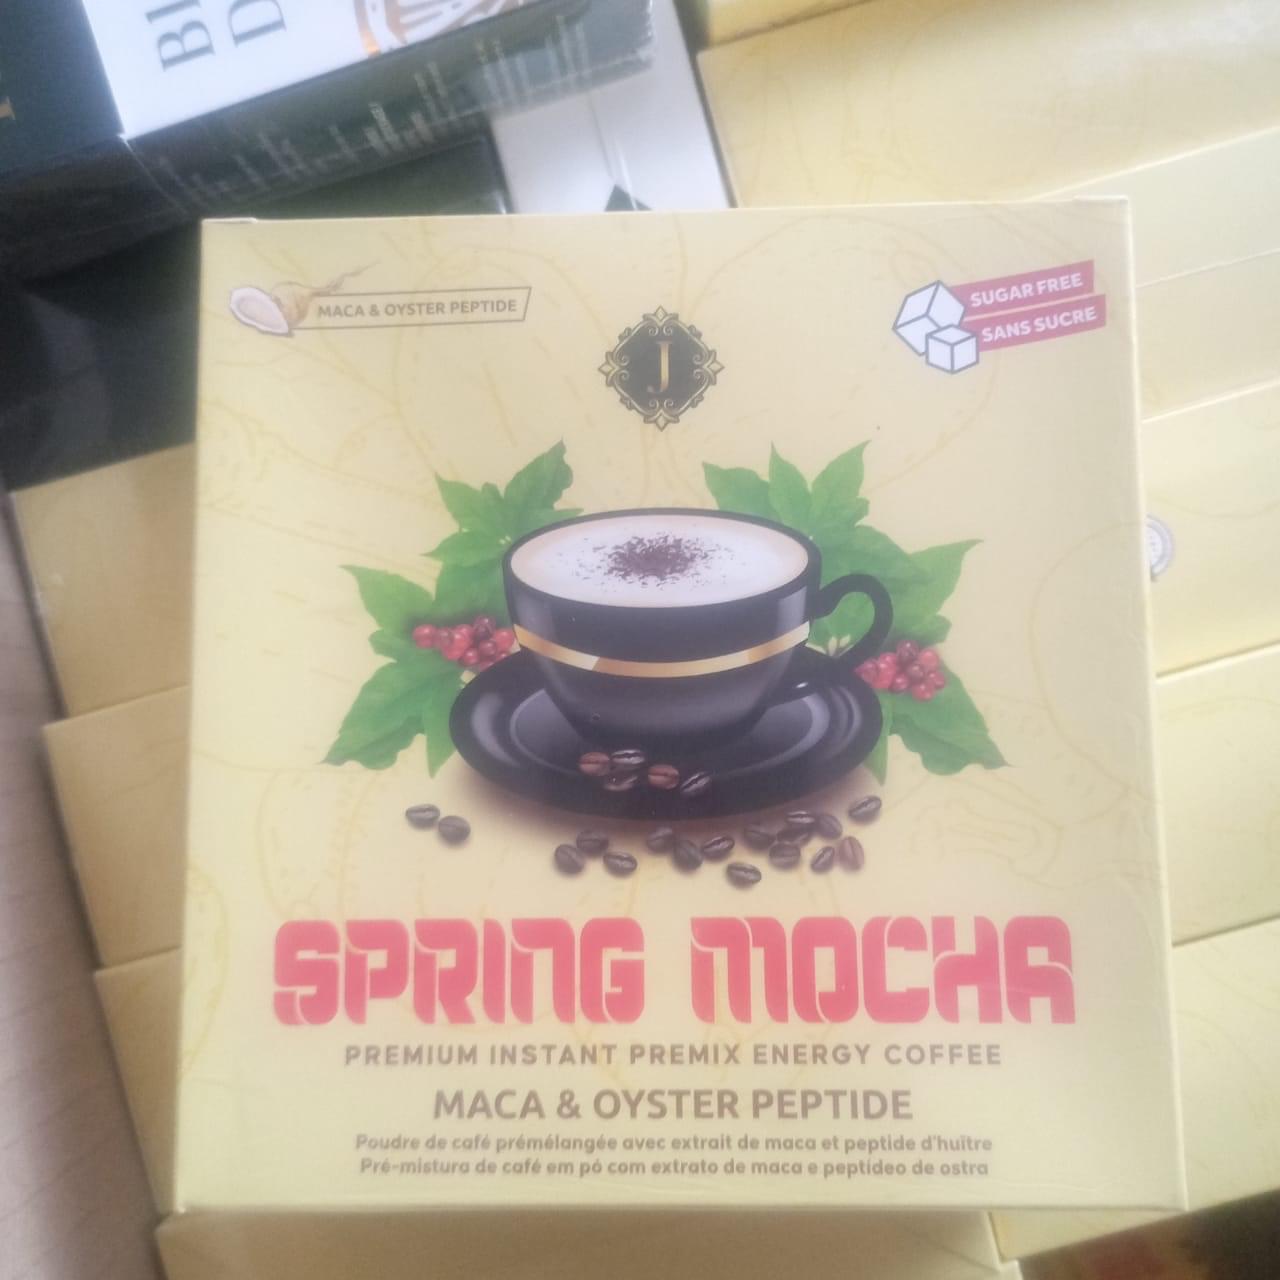 MACA & OYSTER PEPTIDE
J
SUGAR FREE
SANS SUCRE
SPRING MOCHA
PREMIUM INSTANT PREMIX ENERGY COFFEE
MACA & OYSTER PEPTIDE
Poudre de café prémélangée avec extrait de maca et peptide d'huître
Pré-mistura de café em pó com extrato de maca e peptídeo de ostra